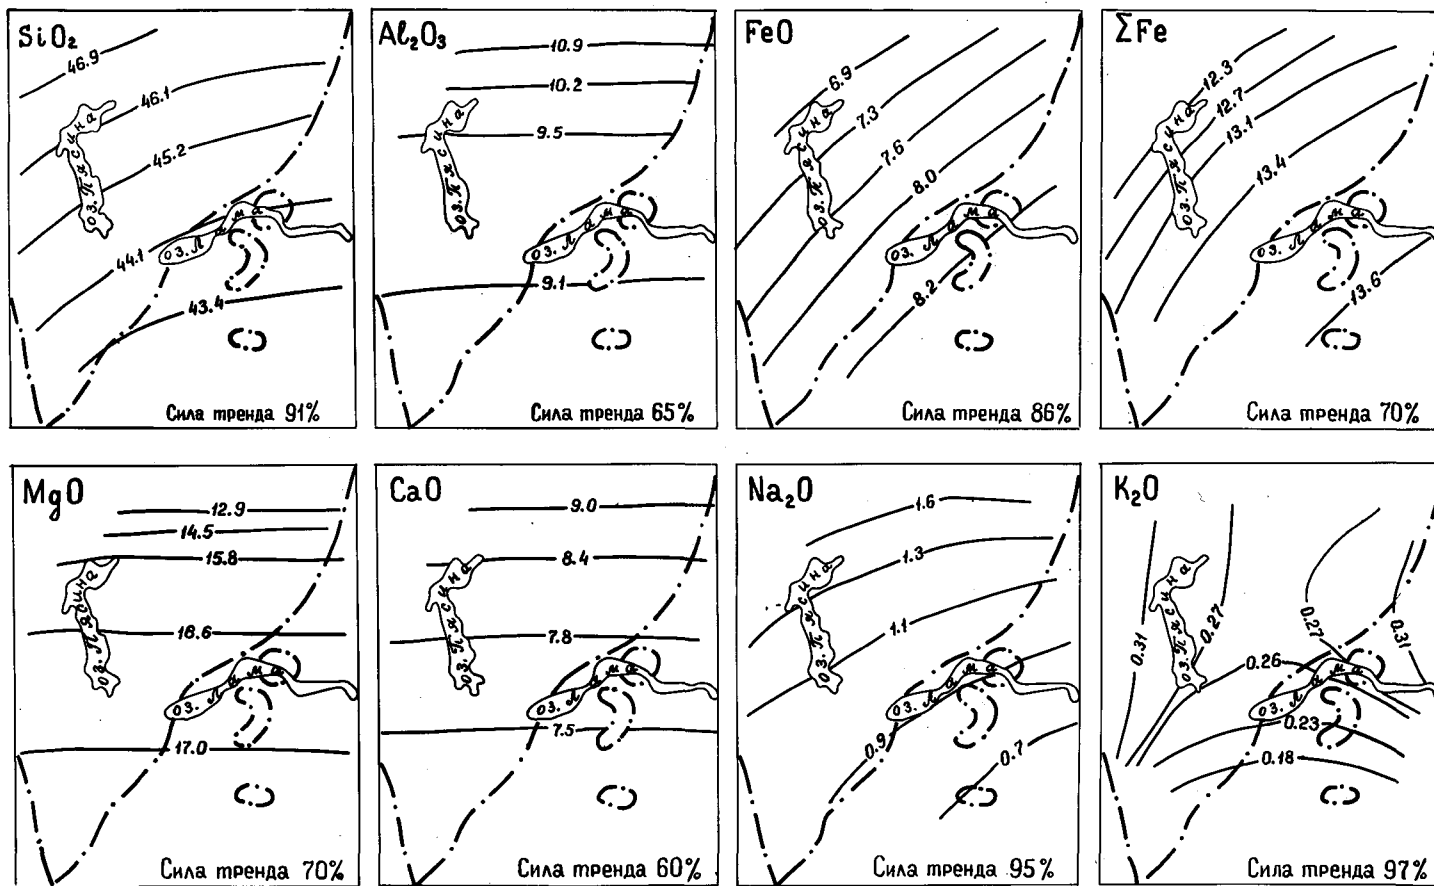 SiO₂
46.9
46.1
45.2
44.1
43.4
оз. Пясина
оз. Лама
Сила тренда 91%
Al₂O₃
10.9
10.2
9.5
9.1
оз. Пясина
оз. Лама
Сила тренда 65%
FeO
6.9
7.3
7.6
8.0
8.2
оз. Пясина
оз. Лама
Сила тренда 86%
ΣFe
12.3
12.7
13.1
13.4
13.6
оз. Пясина
оз. Лама
Сила тренда 70%
MgO
12.9
14.5
15.8
18.6
17.0
оз. Пясина
оз. Лама
Сила тренда 70%
CaO
9.0
8.4
7.8
7.5
оз. Пясина
оз. Лама
Сила тренда 60%
Na₂O
1.6
1.3
1.1
0.9
0.7
оз. Пясина
оз. Лама
Сила тренда 95%
K₂O
0.31
0.27
0.27
0.31
0.26
0.23
0.18
оз. Пясина
оз. Лама
Сила тренда 97%